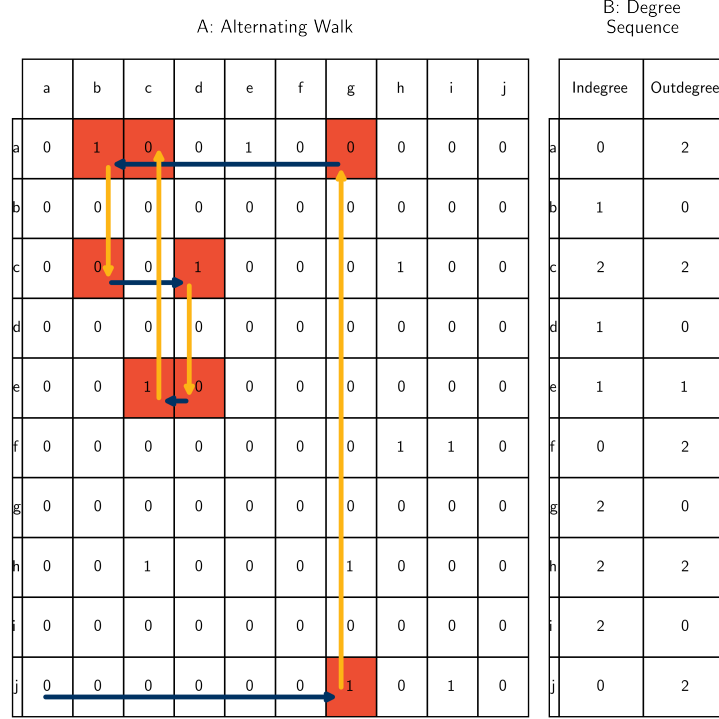 A: Alternating Walk
B: Degree
Sequence
a b c d e f g h i j
Indegree Outdegree
a 0 1 0 0 1 0 0 0 0 0
a 0 2
b 0 0 0 0 0 0 0 0 0 0
b 1 0
c 0 0 0 1 0 0 0 1 0 0
c 2 2
d 0 0 0 0 0 0 0 0 0 0
d 1 0
e 0 0 1 0 0 0 0 0 0 0
e 1 1
f 0 0 0 0 0 0 0 1 1 0
f 0 2
g 0 0 0 0 0 0 0 0 0 0
g 2 0
h 0 0 1 0 0 0 1 0 0 0
h 2 2
i 0 0 0 0 0 0 0 0 0 0
i 2 0
j 0 0 0 0 0 0 1 0 1 0
j 0 2